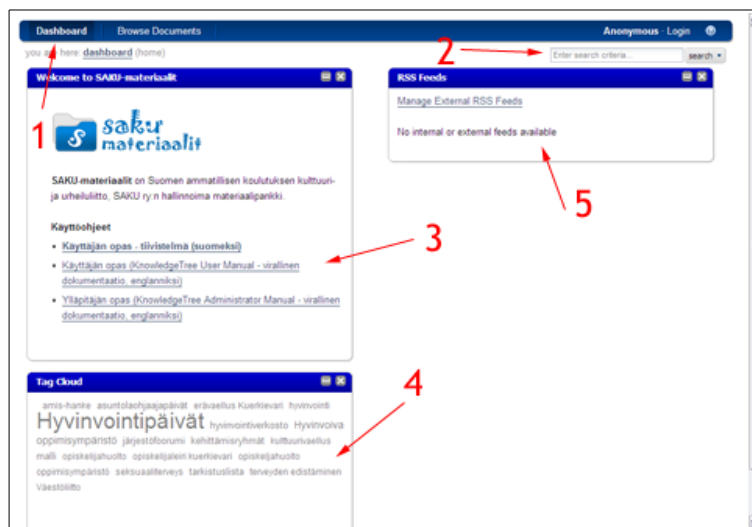 Dashboard Browse Documents Anonymous · Login
you are here: dashboard (home)
2
Enter search criteria... search
1
Welcome to SAKU-materiaalit
saku
materiaalit
SAKU-materiaalit on Suomen ammatillisen koulutuksen kulttuuri-
ja urheiluliitto, SAKU ry:n hallinnoima materiaalipankki.
Käyttöohjeet
Käyttäjän opas - tiivistelmä (suomeksi)
Käyttäjän opas (KnowledgeTree User Manual - virallinen
dokumentaatio, englanniksi)
Ylläpitäjän opas (KnowledgeTree Administrator Manual - virallinen
dokumentaatio, englanniksi)
3
RSS Feeds
Manage External RSS Feeds
No internal or external feeds available
5
Tag Cloud
amis-hanke asuntolaohjaajapäivät erävaellus Kuerkievari hyvinvointi
Hyvinvointipäivät hyvinvointiverkosto Hyvinvoiva
oppimisympäristö järjestöfoorumi kehittämisryhmät kulttuurivaellus
malli opiskelijahuolto opiskelijaleiri kuerkievari opiskeljahuolto
oppimisympäristö seksuaaliterveys tarkistuslista terveyden edistäminen
Väestöliitto
4